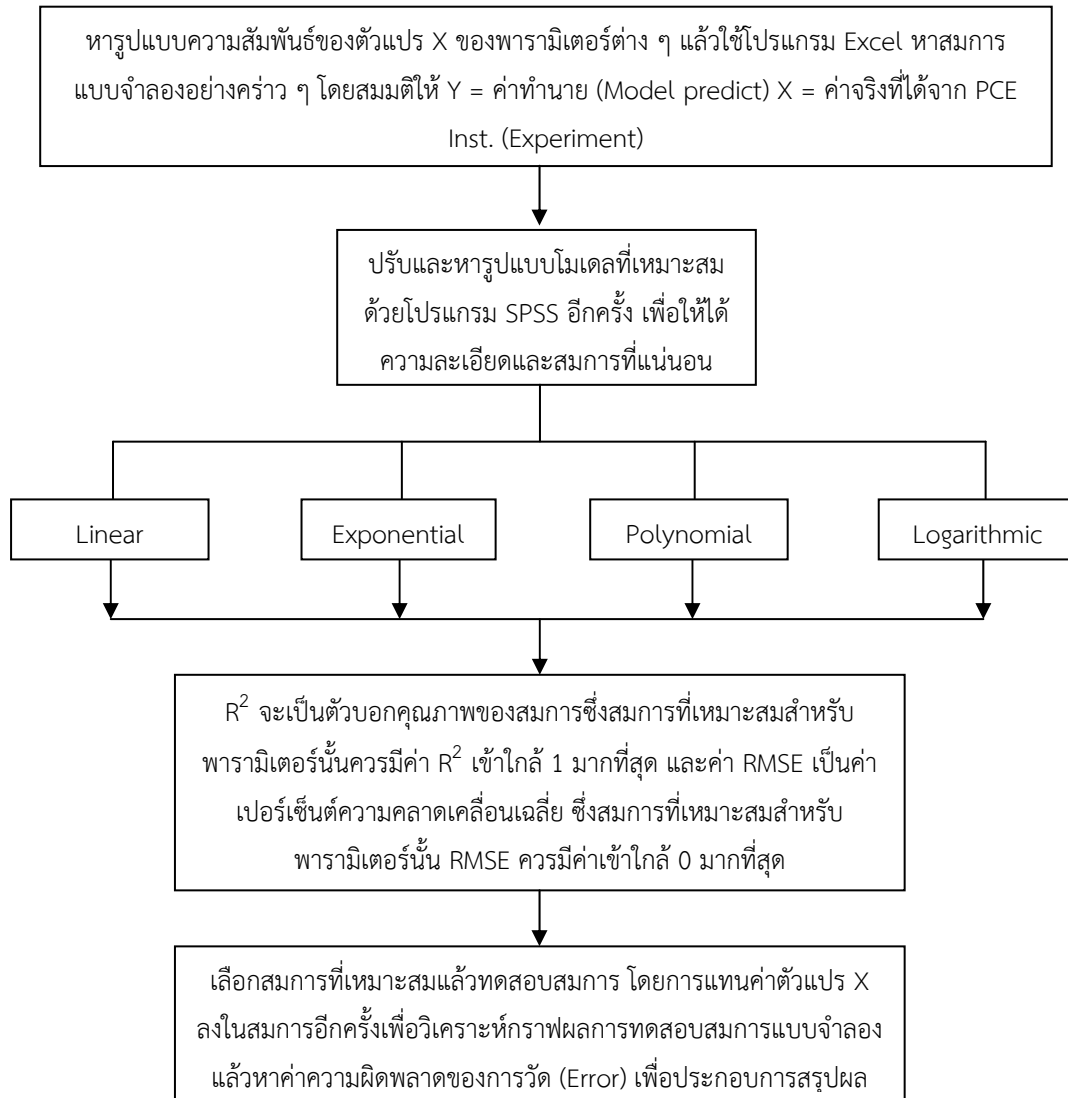 หารูปแบบความสัมพันธ์ของตัวแปร X ของพารามิเตอร์ต่าง ๆ แล้วใช้โปรแกรม Excel หาสมการ
แบบจำลองอย่างคร่าว ๆ โดยสมมติให้ Y = ค่าทำนาย (Model predict) X = ค่าจริงที่ได้จาก PCE
Inst. (Experiment)
ปรับและหารูปแบบโมเดลที่เหมาะสม
ด้วยโปรแกรม SPSS อีกครั้ง เพื่อให้ได้
ความละเอียดและสมการที่แน่นอน
Linear
Exponential
Polynomial
Logarithmic
R² จะเป็นตัวบอกคุณภาพของสมการซึ่งสมการที่เหมาะสมสำหรับ
พารามิเตอร์นั้นควรมีค่า R² เข้าใกล้ 1 มากที่สุด และค่า RMSE เป็นค่า
เปอร์เซ็นต์ความคลาดเคลื่อนเฉลี่ย ซึ่งสมการที่เหมาะสมสำหรับ
พารามิเตอร์นั้น RMSE ควรมีค่าเข้าใกล้ 0 มากที่สุด
เลือกสมการที่เหมาะสมแล้วทดสอบสมการ โดยการแทนค่าตัวแปร X
ลงในสมการอีกครั้งเพื่อวิเคราะห์กราฟผลการทดสอบสมการแบบจำลอง
แล้วหาค่าความผิดพลาดของการวัด (Error) เพื่อประกอบการสรุปผล